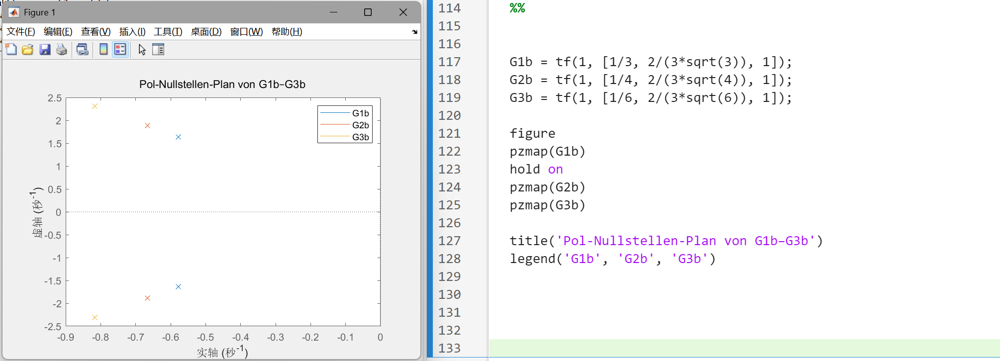 Figure 1
文件(F) 编辑(E) 查看(V) 插入(I) 工具(T) 桌面(D) 窗口(W) 帮助(H)
Pol-Nullstellen-Plan von G1b–G3b
2.5
2
1.5
1
0.5
0
-0.5
-1
-1.5
-2
-2.5
虚轴 (秒-1)
G1b
G2b
G3b
-0.9 -0.8 -0.7 -0.6 -0.5 -0.4 -0.3 -0.2 -0.1 0
实轴 (秒-1)
114 %%
115
116
117 G1b = tf(1, [1/3, 2/(3*sqrt(3)), 1]);
118 G2b = tf(1, [1/4, 2/(3*sqrt(4)), 1]);
119 G3b = tf(1, [1/6, 2/(3*sqrt(6)), 1]);
120
121 figure
122 pzmap(G1b)
123 hold on
124 pzmap(G2b)
125 pzmap(G3b)
126
127 title('Pol-Nullstellen-Plan von G1b–G3b')
128 legend('G1b', 'G2b', 'G3b')
129
130
131
132
133